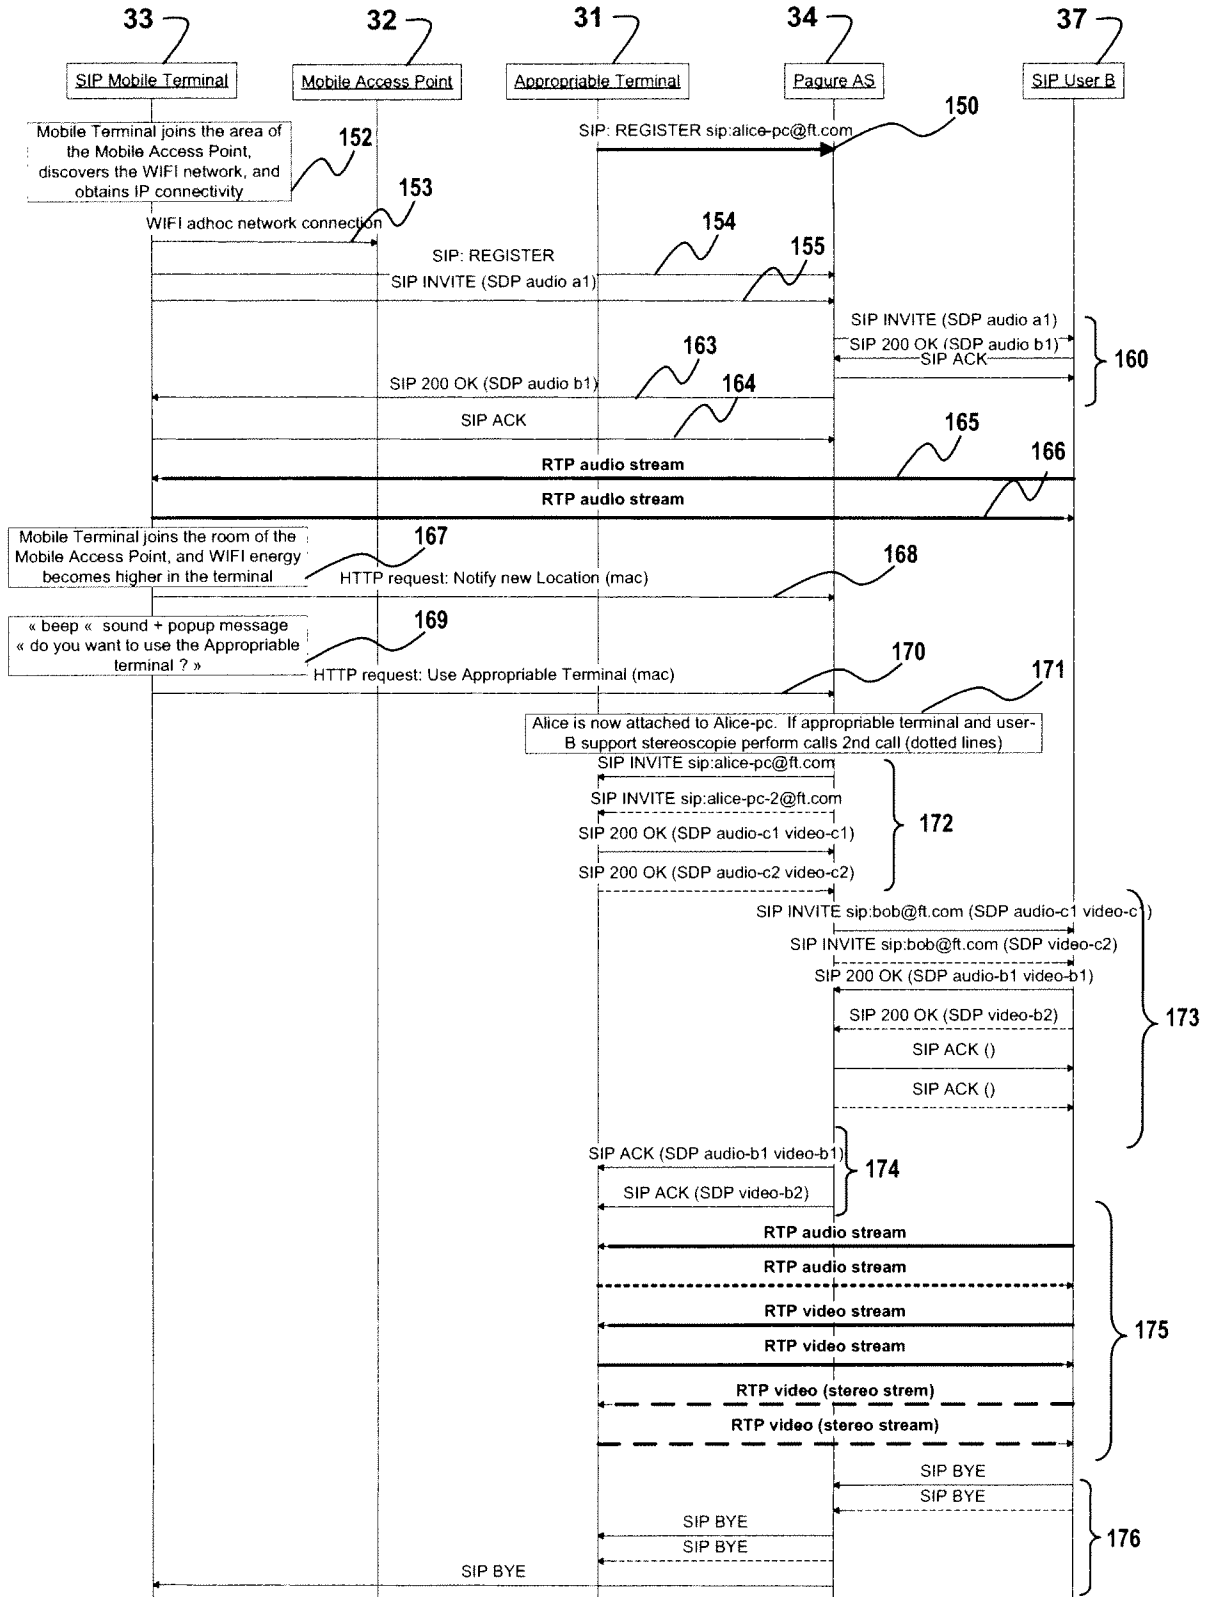 33
32
31
34
37
SIP Mobile Terminal
Mobile Access Point
Appropriable Terminal
Pagure AS
SIP User B
SIP: REGISTER sip:alice-pc@ft.com
150
Mobile Terminal joins the area of
the Mobile Access Point,
discovers the WIFI network, and
obtains IP connectivity
152
153
WIFI adhoc network connection
154
SIP: REGISTER
155
SIP INVITE (SDP audio a1)
SIP INVITE (SDP audio a1)
SIP 200 OK (SDP audio b1)
SIP ACK
160
163
SIP 200 OK (SDP audio b1)
164
SIP ACK
165
RTP audio stream
166
RTP audio stream
Mobile Terminal joins the room of the
Mobile Access Point, and WIFI energy
becomes higher in the terminal
167
168
HTTP request: Notify new Location (mac)
« beep «  sound + popup message
« do you want to use the Appropriable
terminal ? »
169
170
HTTP request: Use Appropriable Terminal (mac)
171
Alice is now attached to Alice-pc.  If appropriable terminal and user-
B support stereoscopie perform calls 2nd call (dotted lines)
SIP INVITE sip:alice-pc@ft.com
SIP INVITE sip:alice-pc-2@ft.com
172
SIP 200 OK (SDP audio-c1 video-c1)
SIP 200 OK (SDP audio-c2 video-c2)
SIP INVITE sip:bob@ft.com (SDP audio-c1 video-c1)
SIP INVITE sip:bob@ft.com (SDP video-c2)
SIP 200 OK (SDP audio-b1 video-b1)
SIP 200 OK (SDP video-b2)
173
SIP ACK ()
SIP ACK ()
SIP ACK (SDP audio-b1 video-b1)
174
SIP ACK (SDP video-b2)
RTP audio stream
RTP audio stream
RTP video stream
175
RTP video stream
RTP video (stereo strem)
RTP video (stereo stream)
SIP BYE
SIP BYE
SIP BYE
176
SIP BYE
SIP BYE